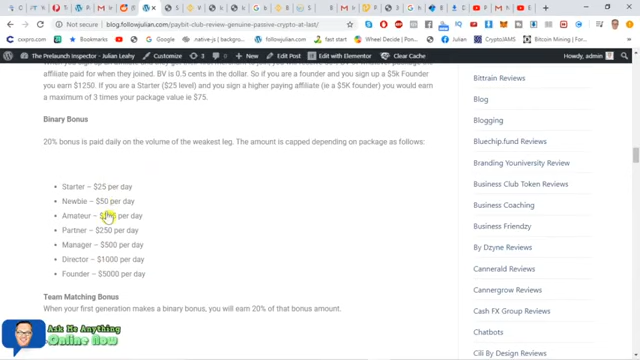 Not secure
blog.followjulian.com/paybit-club-review-genuine-passive-crypto-at-last/
cxxpro.com
Google
native-js | Google
Wheel Decide | Pow
CryptoJAMS
Bitcoin Mining | Fre
The Prelaunch Inspector
Julian Leahy
Customize
3
0
New
Edit Post
Edit with Elementor
Clear Cache
Howdy, admin
affiliate paid for when they joined. BV is 0.5 cents in the dollar. So if you are a founder and you sign up a $5k Founder
you earn $1250. If you are a Starter ($25 level) and you sign a higher paying affiliate (ie a $5K founder) you would earn
a maximum of 3 times your package value ie $75.
Binary Bonus
20% bonus is paid daily on the volume of the weakest leg. The amount is capped depending on package as follows:
Starter – $25 per day
Newbie – $50 per day
Amateur – per day
Partner – $250 per day
Manager – $500 per day
Director – $1000 per day
Founder – $5000 per day
Team Matching Bonus
When your first generation makes a binary bonus, you will earn 20% of that bonus amount.
Ask Me Anything
Online Now
Bittrain Reviews
Blog
Blogging
Bluechip.fund Reviews
Branding Younuversity Review
Business Club Token Reviews
Business Coaching
Business Friendzy
By Dzyne Reviews
Cannerald Reviews
Cannergrow Reviews
Cash FX Group Reviews
Chatbots
Cili By Design Reviews